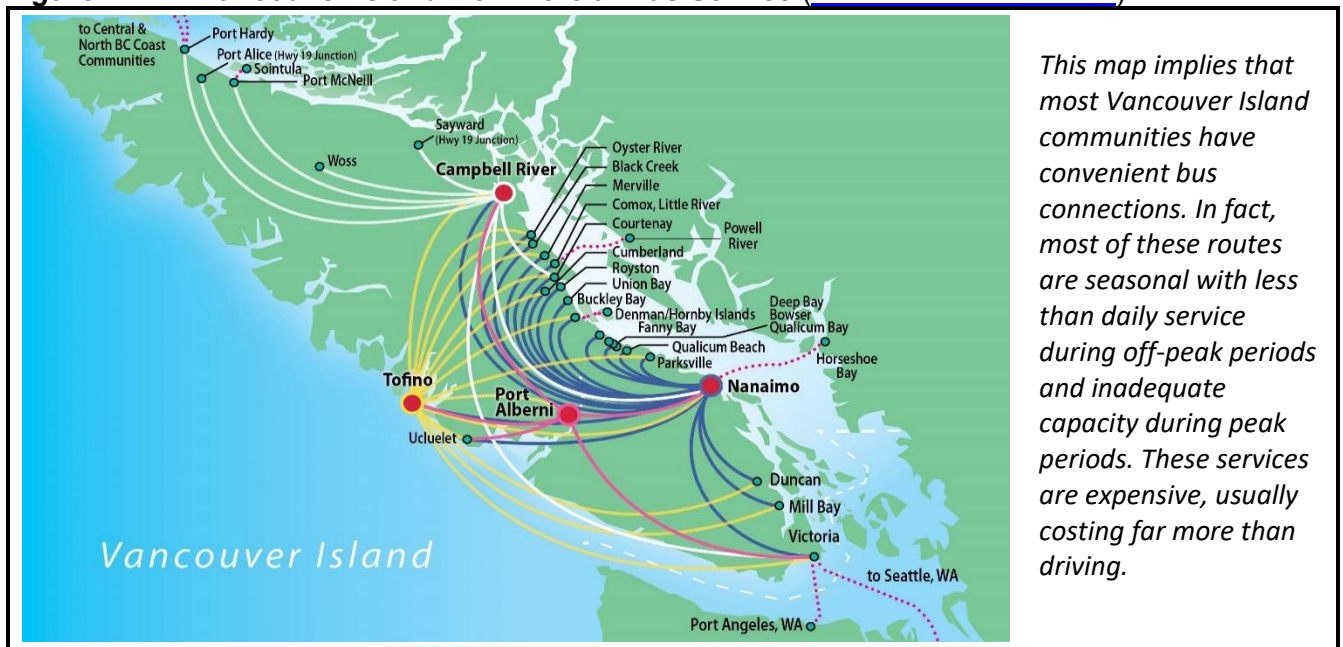 to Central &
North BC Coast
Communities
Port Hardy
Port Alice (Hwy 19 Junction)
Sointula
Port McNeill
Sayward
(Hwy 19 Junction)
Woss
Campbell River
Oyster River
Black Creek
Merville
Comox, Little River
Courtenay
Powell
River
Cumberland
Royston
Union Bay
Buckley Bay
Denman/Hornby Islands
Deep Bay
Bowser
Qualicum Bay
Fanny Bay
Qualicum Beach
Parksville
Horseshoe
Bay
Tofino
Port
Alberni
Nanaimo
Ucluelet
Duncan
Mill Bay
Victoria
Vancouver Island
to Seattle, WA
Port Angeles, WA
This map implies that
most Vancouver Island
communities have
convenient bus
connections. In fact,
most of these routes
are seasonal with less
than daily service
during off-peak periods
and inadequate
capacity during peak
periods. These services
are expensive, usually
costing far more than
driving.